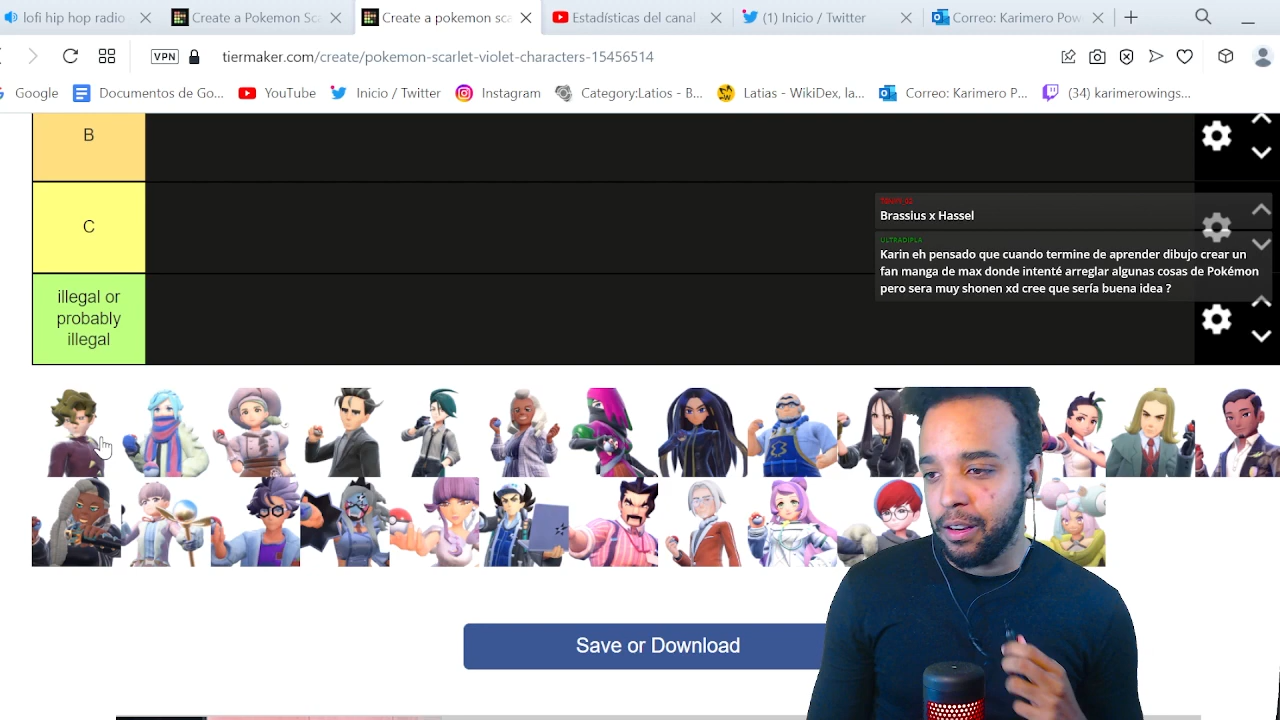 lofi hip hop radio
Create a Pokemon Sc
Create a pokemon sc
Estadísticas del canal
(1) Inicio / Twitter
Correo: Karimero Pow
VPN
tiermaker.com/create/pokemon-scarlet-violet-characters-15456514
Google
Documentos de Go...
YouTube
Inicio / Twitter
Instagram
Category:Latios - B...
Latias - WikiDex, la...
Correo: Karimero P...
(34) karimerowings...
B
C
Brassius x Hassel
ULTRADIPLA
Karin eh pensado que cuando termine de aprender dibujo crear un
fan manga de max donde intenté arreglar algunas cosas de Pokémon
pero sera muy shonen xd cree que sería buena idea ?
illegal or
probably
illegal
Save or Download